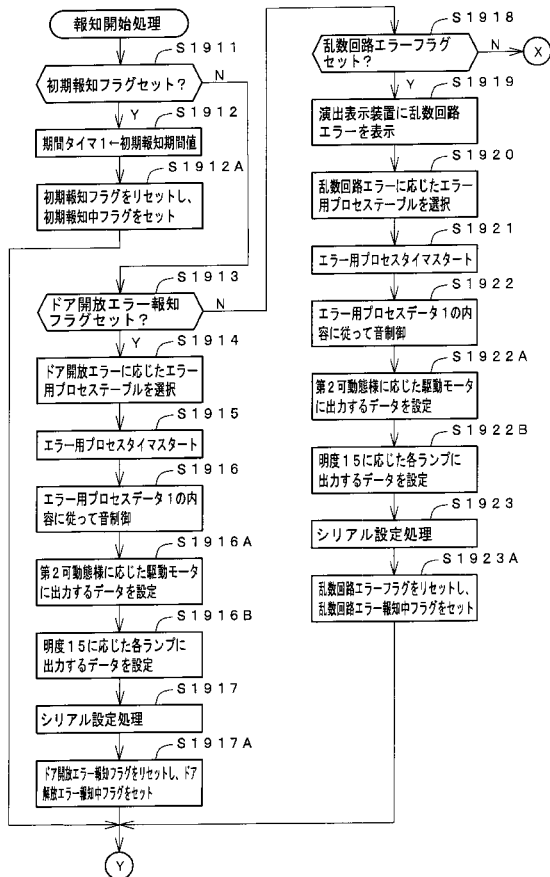 報知開始処理
S1911
初期報知フラグセット?
N
Y
S1912
期間タイマ1←初期報知期間値
S1912A
初期報知フラグをリセットし、
初期報知中フラグをセット
S1913
ドア開放エラー報知
フラグセット?
N
Y
S1914
ドア開放エラーに応じたエラー
用プロセステーブルを選択
S1915
エラー用プロセスタイマスタート
S1916
エラー用プロセスデータ1の内
容に従って音制御
S1916A
第2可動態様に応じた駆動モータ
に出力するデータを設定
S1916B
明度15に応じた各ランプに
出力するデータを設定
S1917
シリアル設定処理
S1917A
ドア開放エラー報知フラグをリセットし、ドア
解放エラー報知中フラグをセット
Y
S1918
乱数回路エラーフラグ
セット?
N
X
Y
S1919
演出表示装置に乱数回路
エラーを表示
S1920
乱数回路エラーに応じたエラー
用プロセステーブルを選択
S1921
エラー用プロセスタイマスタート
S1922
エラー用プロセスデータ1の内
容に従って音制御
S1922A
第2可動態様に応じた駆動モータ
に出力するデータを設定
S1922B
明度15に応じた各ランプに
出力するデータを設定
S1923
シリアル設定処理
S1923A
乱数回路エラーフラグをリセットし、
乱数回路エラー報知中フラグをセット